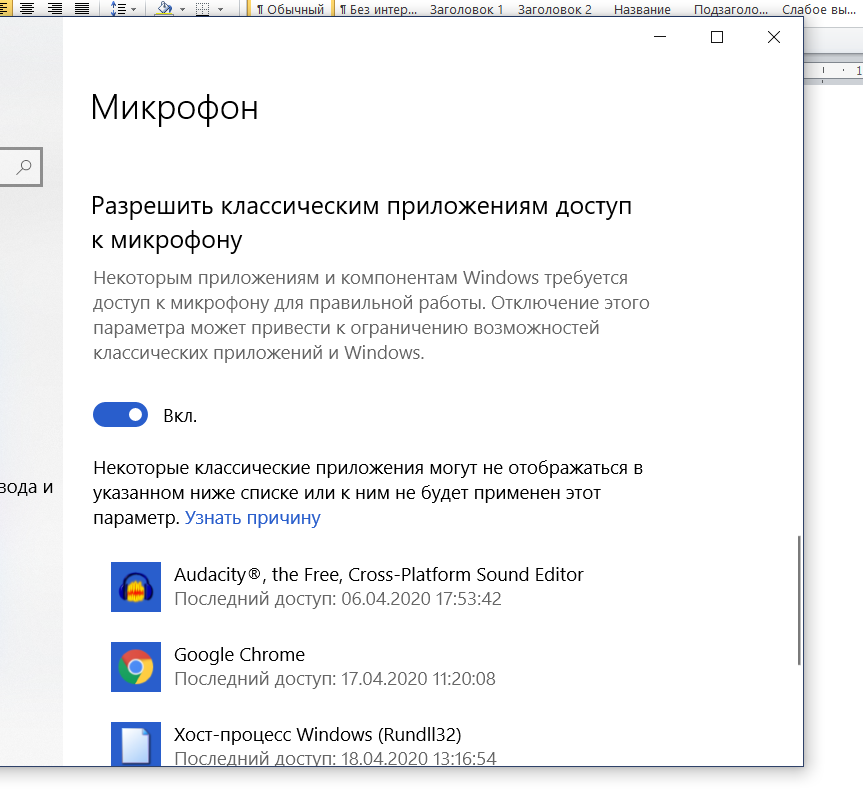 ¶ Обычный ¶ Без интер... Заголовок 1 Заголовок 2 Название Подзаголо... Слабое вы...
1
Микрофон
Разрешить классическим приложениям доступ
к микрофону
Некоторым приложениям и компонентам Windows требуется
доступ к микрофону для правильной работы. Отключение этого
параметра может привести к ограничению возможностей
классических приложений и Windows.
Вкл.
Некоторые классические приложения могут не отображаться в
вода и
указанном ниже списке или к ним не будет применен этот
параметр. Узнать причину
Audacity®, the Free, Cross-Platform Sound Editor
Последний доступ: 06.04.2020 17:53:42
Google Chrome
Последний доступ: 17.04.2020 11:20:08
Хост-процесс Windows (Rundll32)
Последний доступ: 18.04.2020 13:16:54